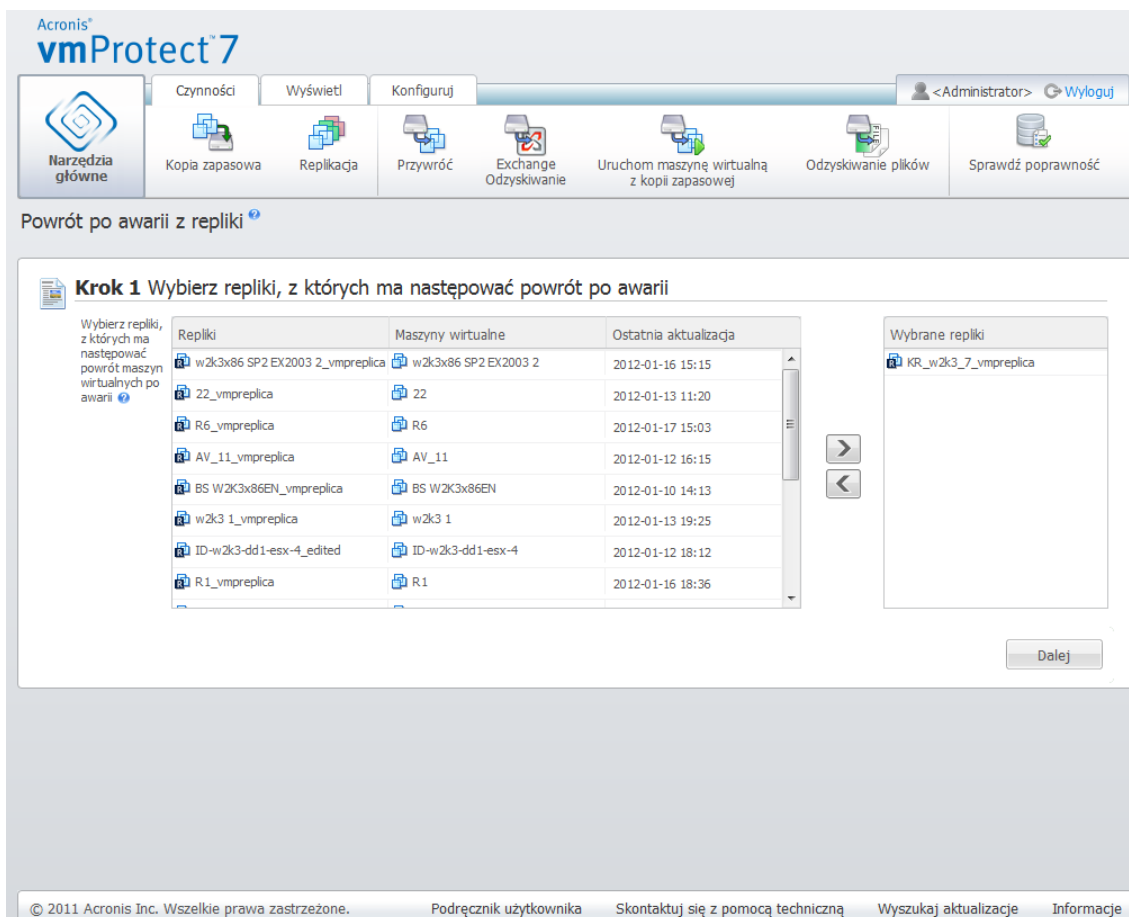 Acronis®
vmProtect™ 7
Czynności
Wyświetl
Konfiguruj
<Administrator>
Wyloguj
Narzędzia
główne
Kopia zapasowa
Replikacja
Przywróć
Exchange
Odzyskiwanie
Uruchom maszynę wirtualną
z kopii zapasowej
Odzyskiwanie plików
Sprawdź poprawność
Powrót po awarii z repliki
Krok 1 Wybierz repliki, z których ma następować powrót po awarii
Wybierz repliki,
z których ma
następować
powrót maszyn
wirtualnych po
awarii
Repliki Maszyny wirtualne Ostatnia aktualizacja
w2k3x86 SP2 EX2003 2_vmpreplica w2k3x86 SP2 EX2003 2 2012-01-16 15:15
22_vmpreplica 22 2012-01-13 11:20
R6_vmpreplica R6 2012-01-17 15:03
AV_11_vmpreplica AV_11 2012-01-12 16:15
BS W2K3x86EN_vmpreplica BS W2K3x86EN 2012-01-10 14:13
w2k3 1_vmpreplica w2k3 1 2012-01-13 19:25
ID-w2k3-dd1-esx-4_edited ID-w2k3-dd1-esx-4 2012-01-12 18:12
R1_vmpreplica R1 2012-01-16 18:36
Wybrane repliki
KR_w2k3_7_vmpreplica
Dalej
© 2011 Acronis Inc. Wszelkie prawa zastrzeżone. Podręcznik użytkownika Skontaktuj się z pomocą techniczną Wyszukaj aktualizacje Informacje